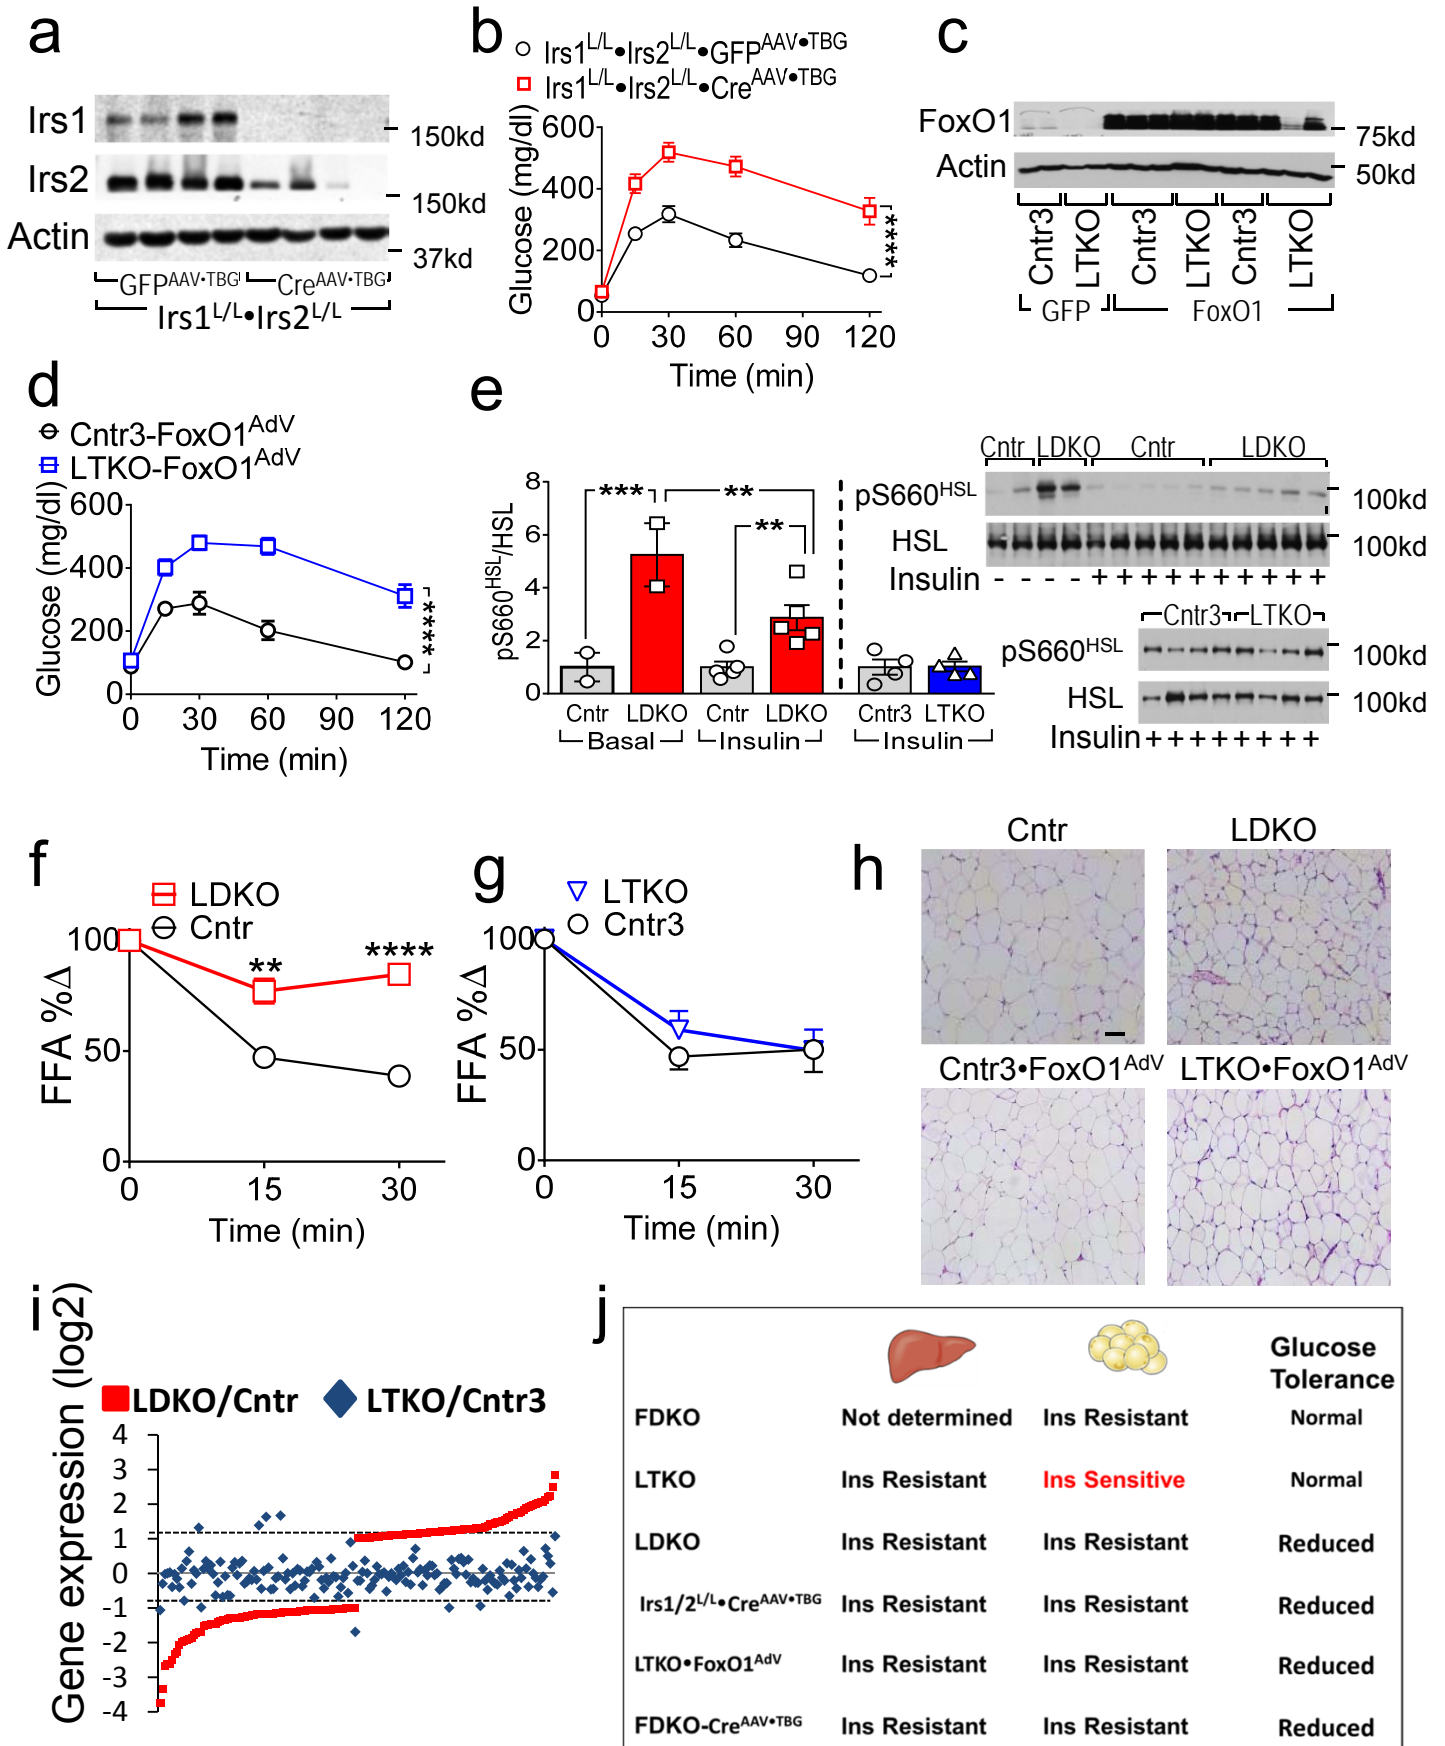 a
Irs1
150kd
Irs2
150kd
Actin
37kd
GFPAAV•TBG
CreAAV•TBG
Irs1L/L•Irs2L/L
b
Irs1L/L•Irs2L/L•GFPAAV•TBG
Irs1L/L•Irs2L/L•CreAAV•TBG
Glucose (mg/dl)
600
400
200
0
0 30 60 90 120
Time (min)
****
c
FoxO1
75kd
Actin
50kd
Cntr3 LTKO Cntr3 LTKO Cntr3 LTKO
GFP FoxO1
d
Cntr3-FoxO1AdV
LTKO-FoxO1AdV
Glucose (mg/dl)
600
400
200
0
0 30 60 90 120
Time (min)
****
e
pS660HSL/HSL
8
6
4
2
0
*** **
**
Cntr LDKO Cntr LDKO Cntr3 LTKO
Basal Insulin Insulin
Cntr LDKO Cntr LDKO
pS660HSL
100kd
HSL
100kd
Insulin - - - - + + + + + + + + + +
Cntr3 LTKO
pS660HSL
100kd
HSL
100kd
Insulin + + + + + + + +
f
LDKO
Cntr
FFA %Δ
100
50
0
** ****
0 15 30
Time (min)
g
LTKO
Cntr3
FFA %Δ
100
50
0
0 15 30
Time (min)
h
Cntr LDKO
Cntr3•FoxO1AdV LTKO•FoxO1AdV
i
Gene expression (log2)
LDKO/Cntr LTKO/Cntr3
4
3
2
1
0
-1
-2
-3
-4
j
Glucose
Tolerance
FDKO Not determined Ins Resistant Normal
LTKO Ins Resistant Ins Sensitive Normal
LDKO Ins Resistant Ins Resistant Reduced
Irs1/2L/L•CreAAV•TBG Ins Resistant Ins Resistant Reduced
LTKO•FoxO1AdV Ins Resistant Ins Resistant Reduced
FDKO-CreAAV•TBG Ins Resistant Ins Resistant Reduced